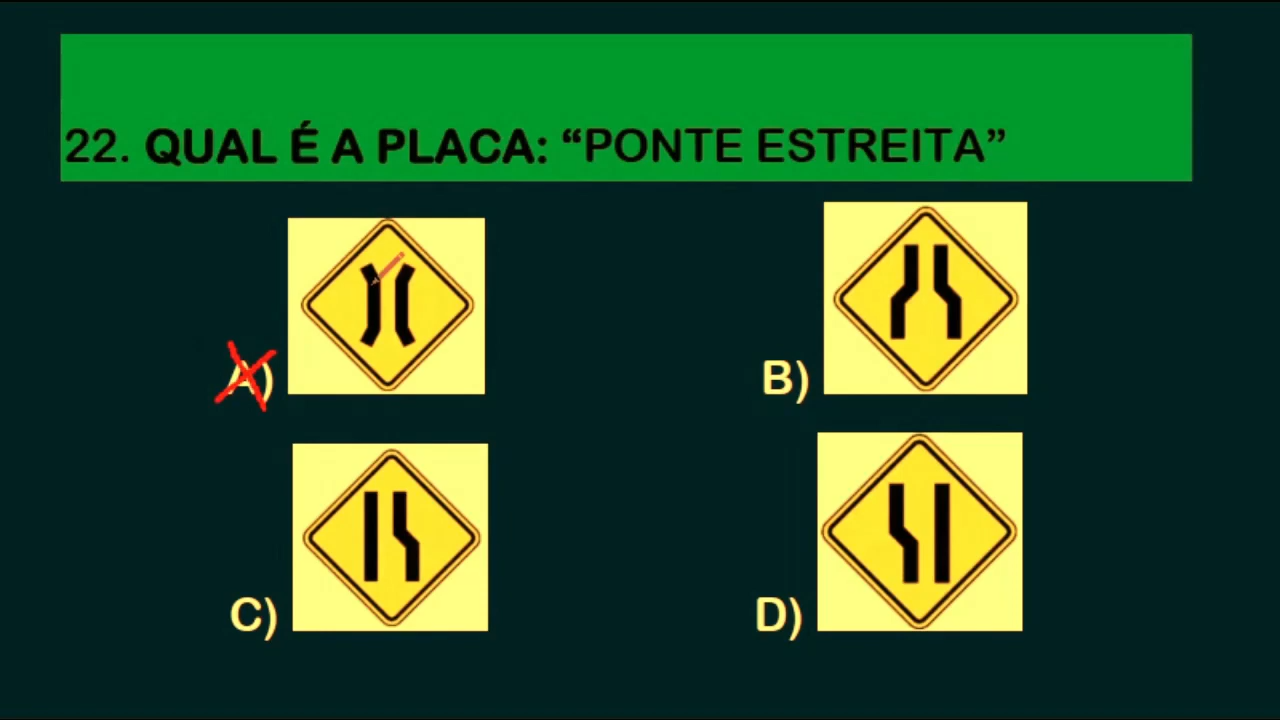 22. QUAL É A PLACA: “PONTE ESTREITA”
A)
B)
C)
D)